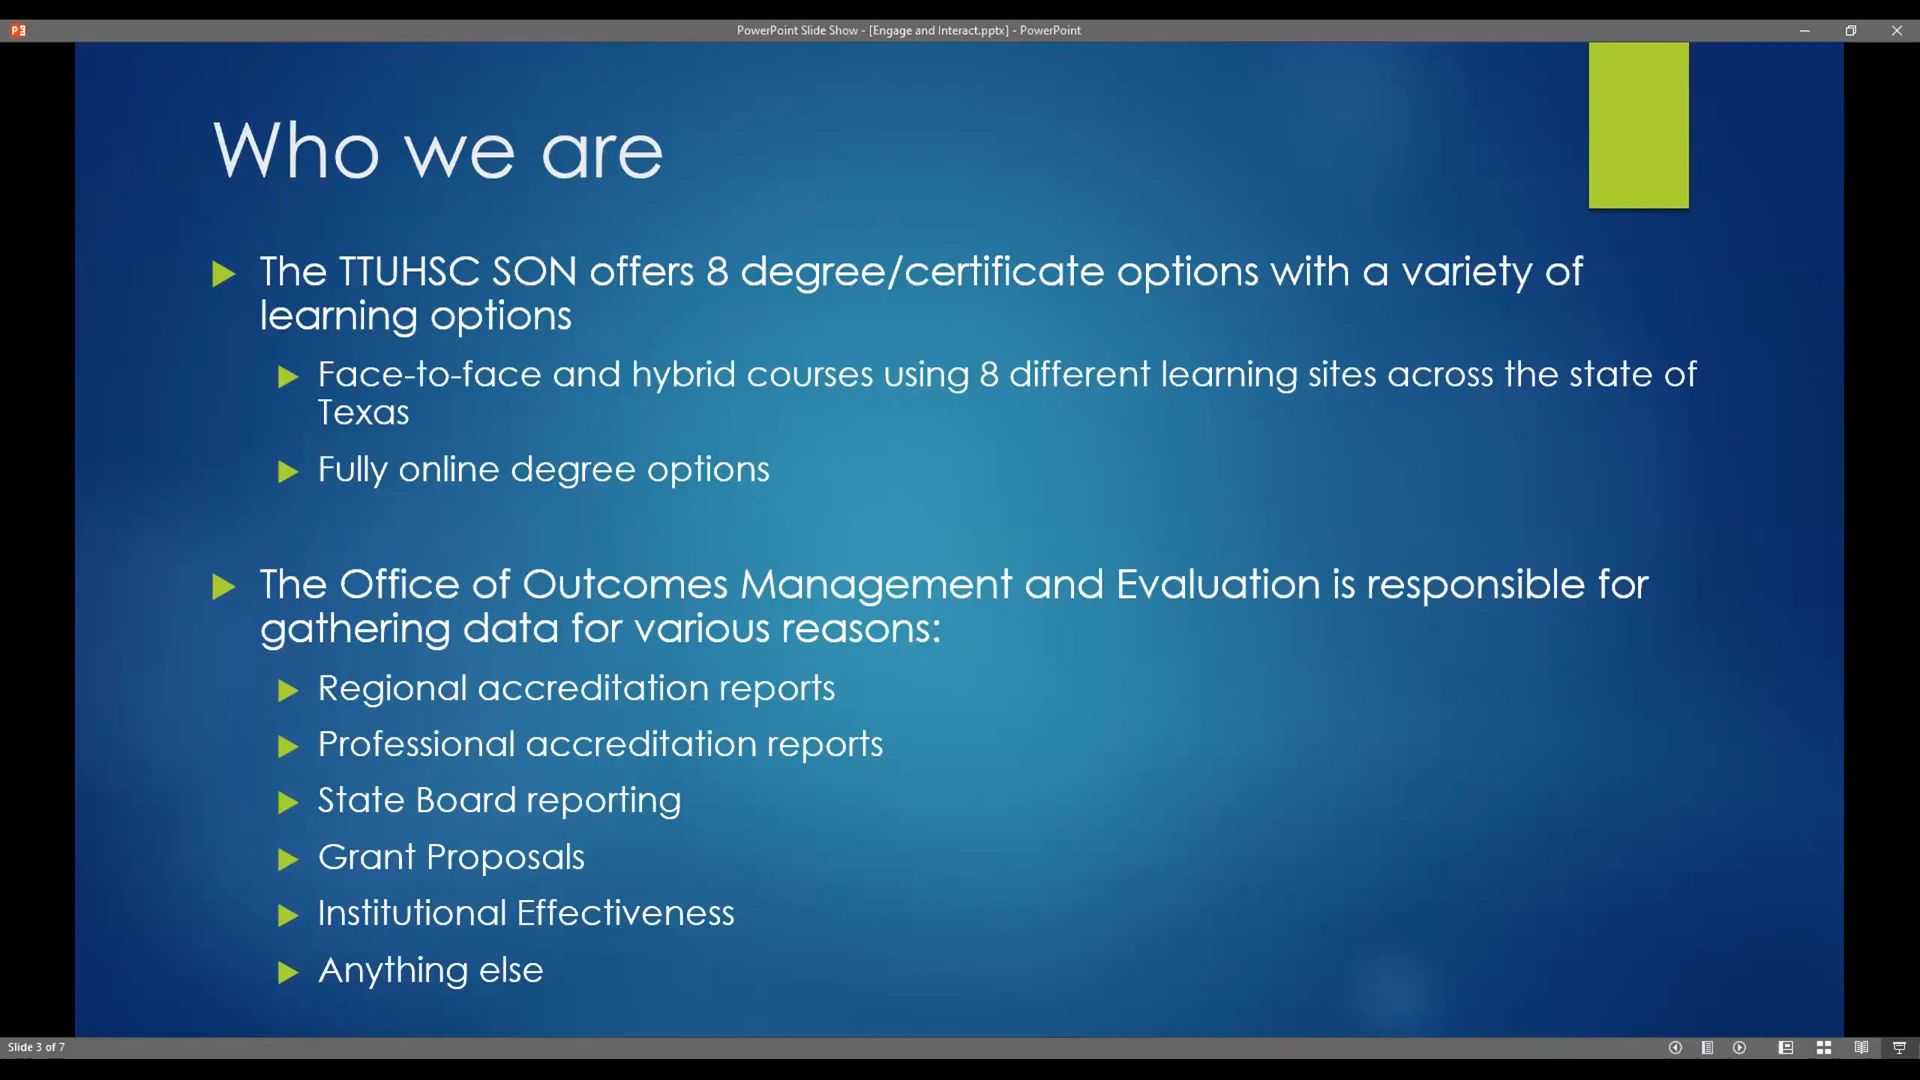 PowerPoint Slide Show - [Engage and Interact.pptx] - PowerPoint
Who we are
The TTUHSC SON offers 8 degree/certificate options with a variety of
learning options
Face-to-face and hybrid courses using 8 different learning sites across the state of
Texas
Fully online degree options
The Office of Outcomes Management and Evaluation is responsible for
gathering data for various reasons:
Regional accreditation reports
Professional accreditation reports
State Board reporting
Grant Proposals
Institutional Effectiveness
Anything else
Slide 3 of 7